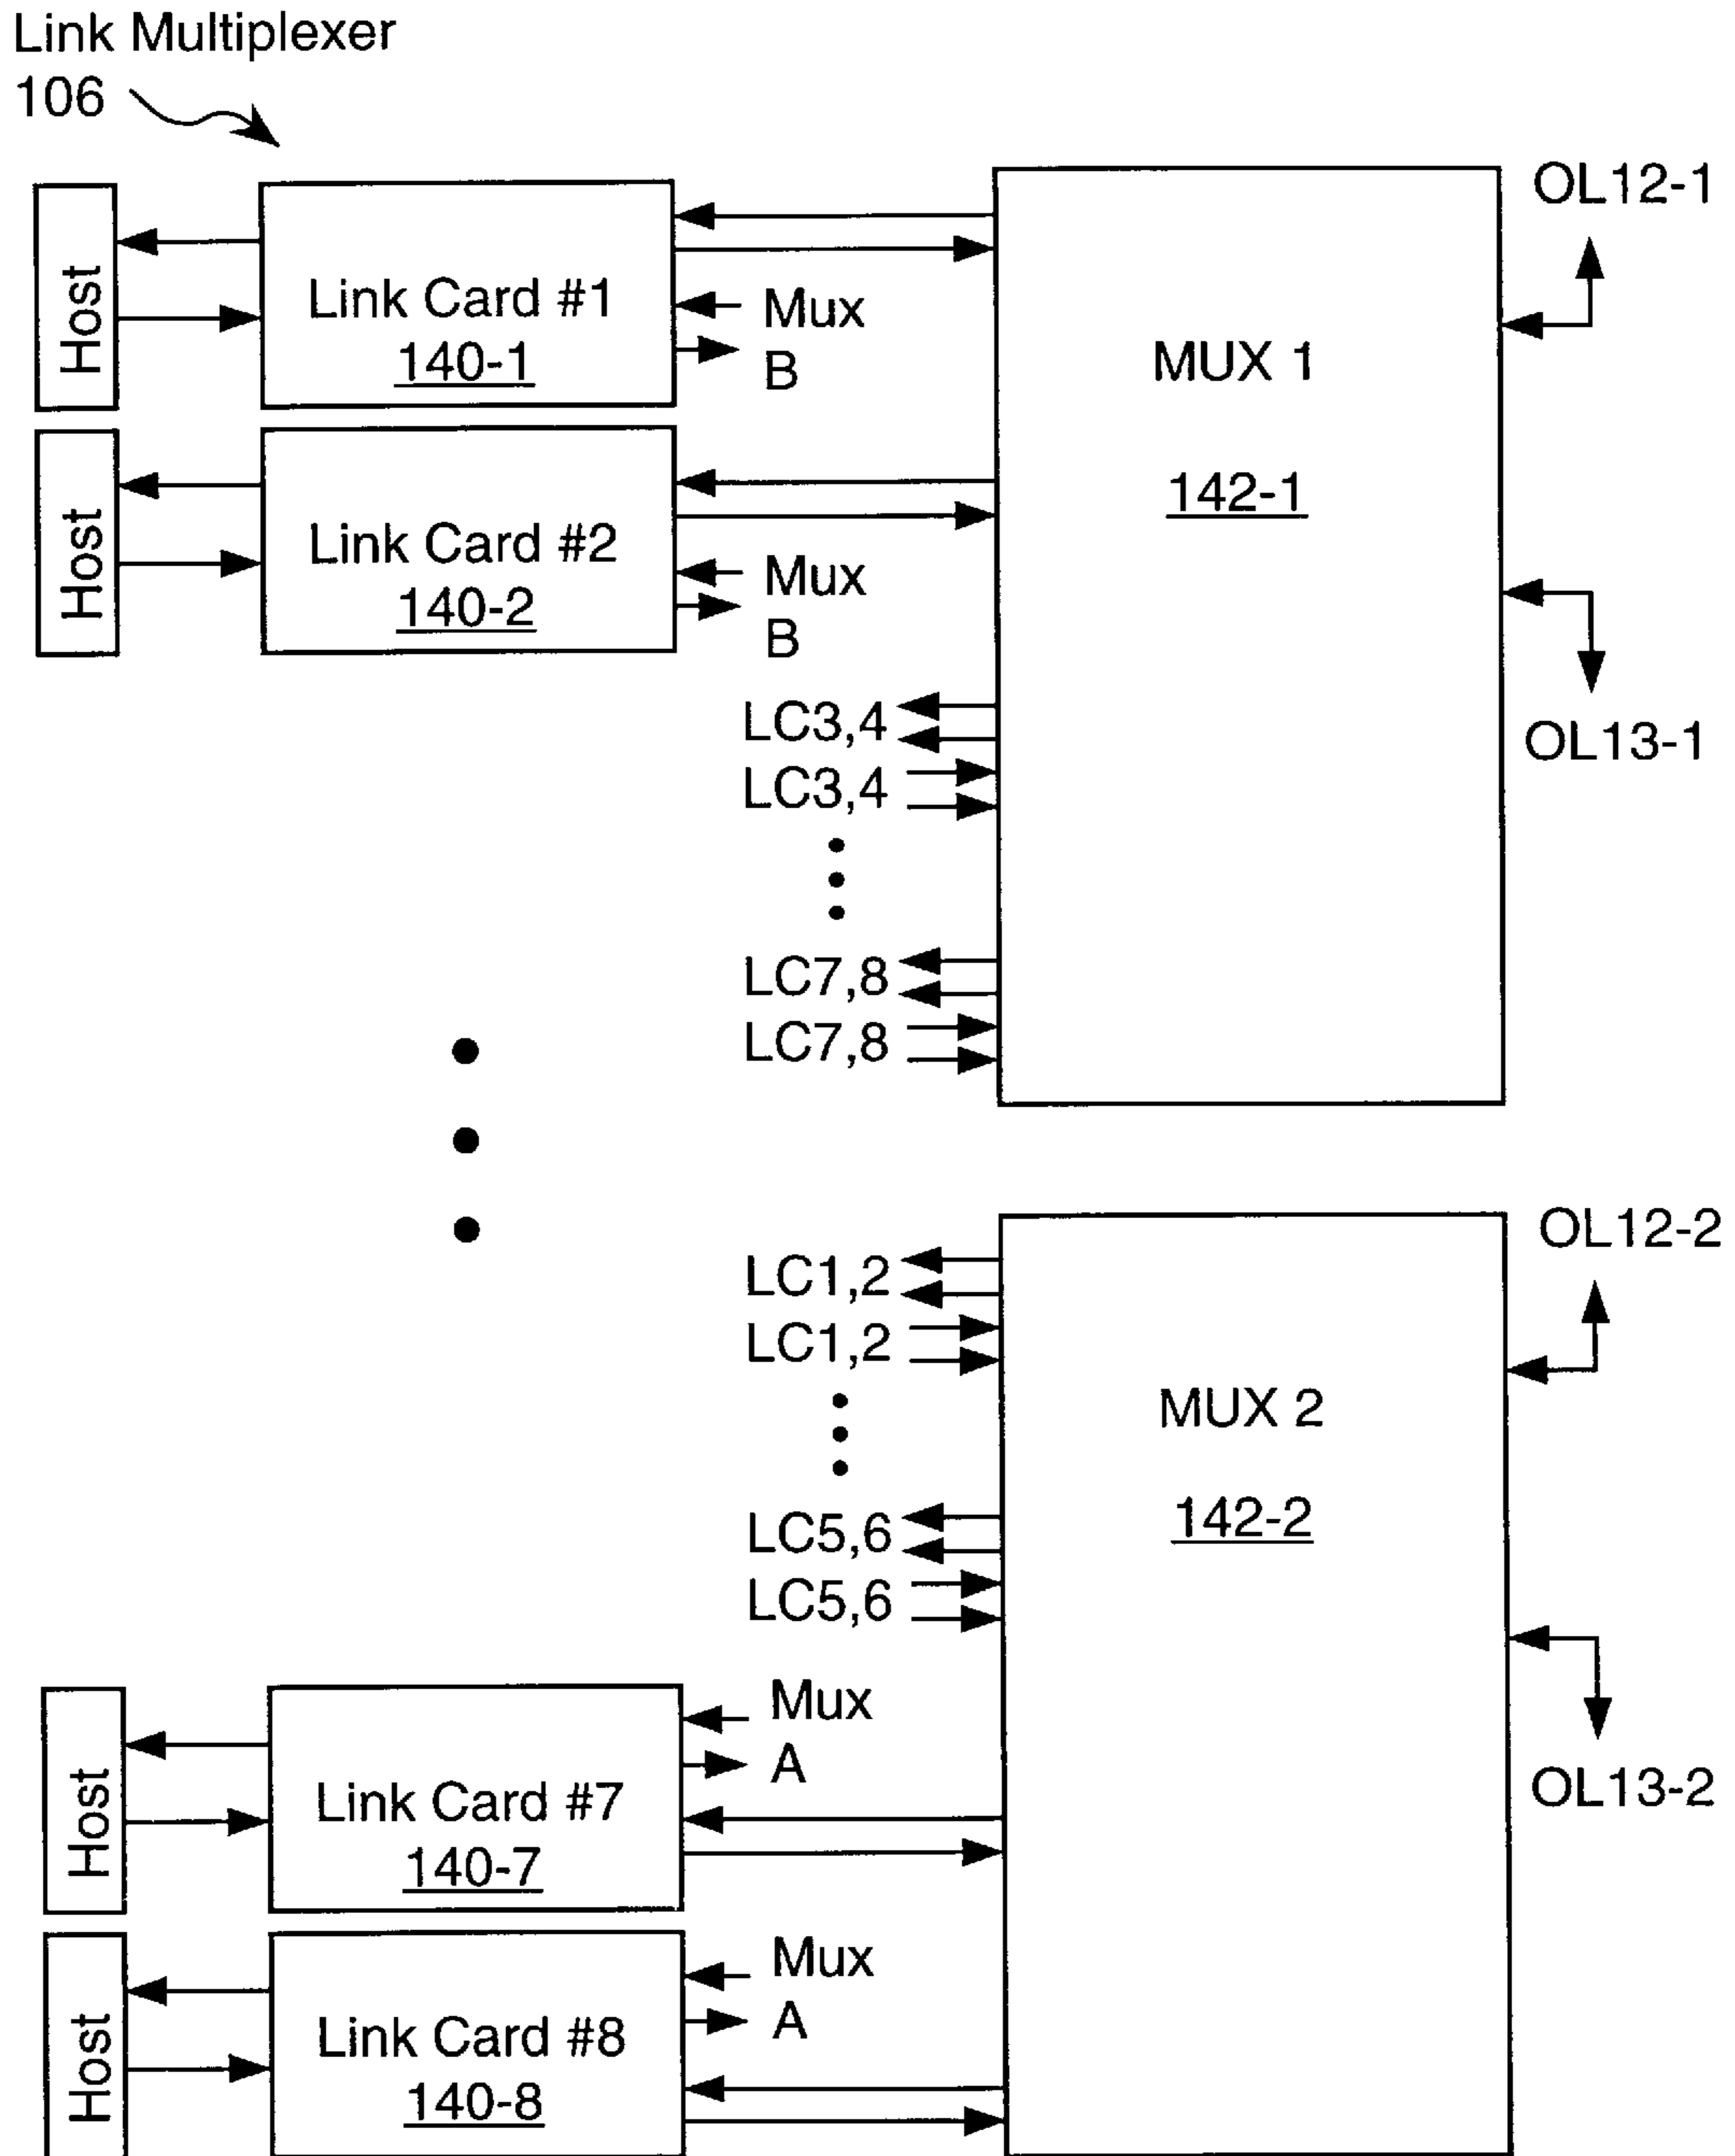 Link Multiplexer
106
Host
Link Card #1
140-1
Mux
B
MUX 1
142-1
OL12-1
OL13-1
Host
Link Card #2
140-2
Mux
B
LC3,4
LC3,4
LC7,8
LC7,8
LC1,2
LC1,2
LC5,6
LC5,6
MUX 2
142-2
OL12-2
OL13-2
Host
Link Card #7
140-7
Mux
A
Host
Link Card #8
140-8
Mux
A